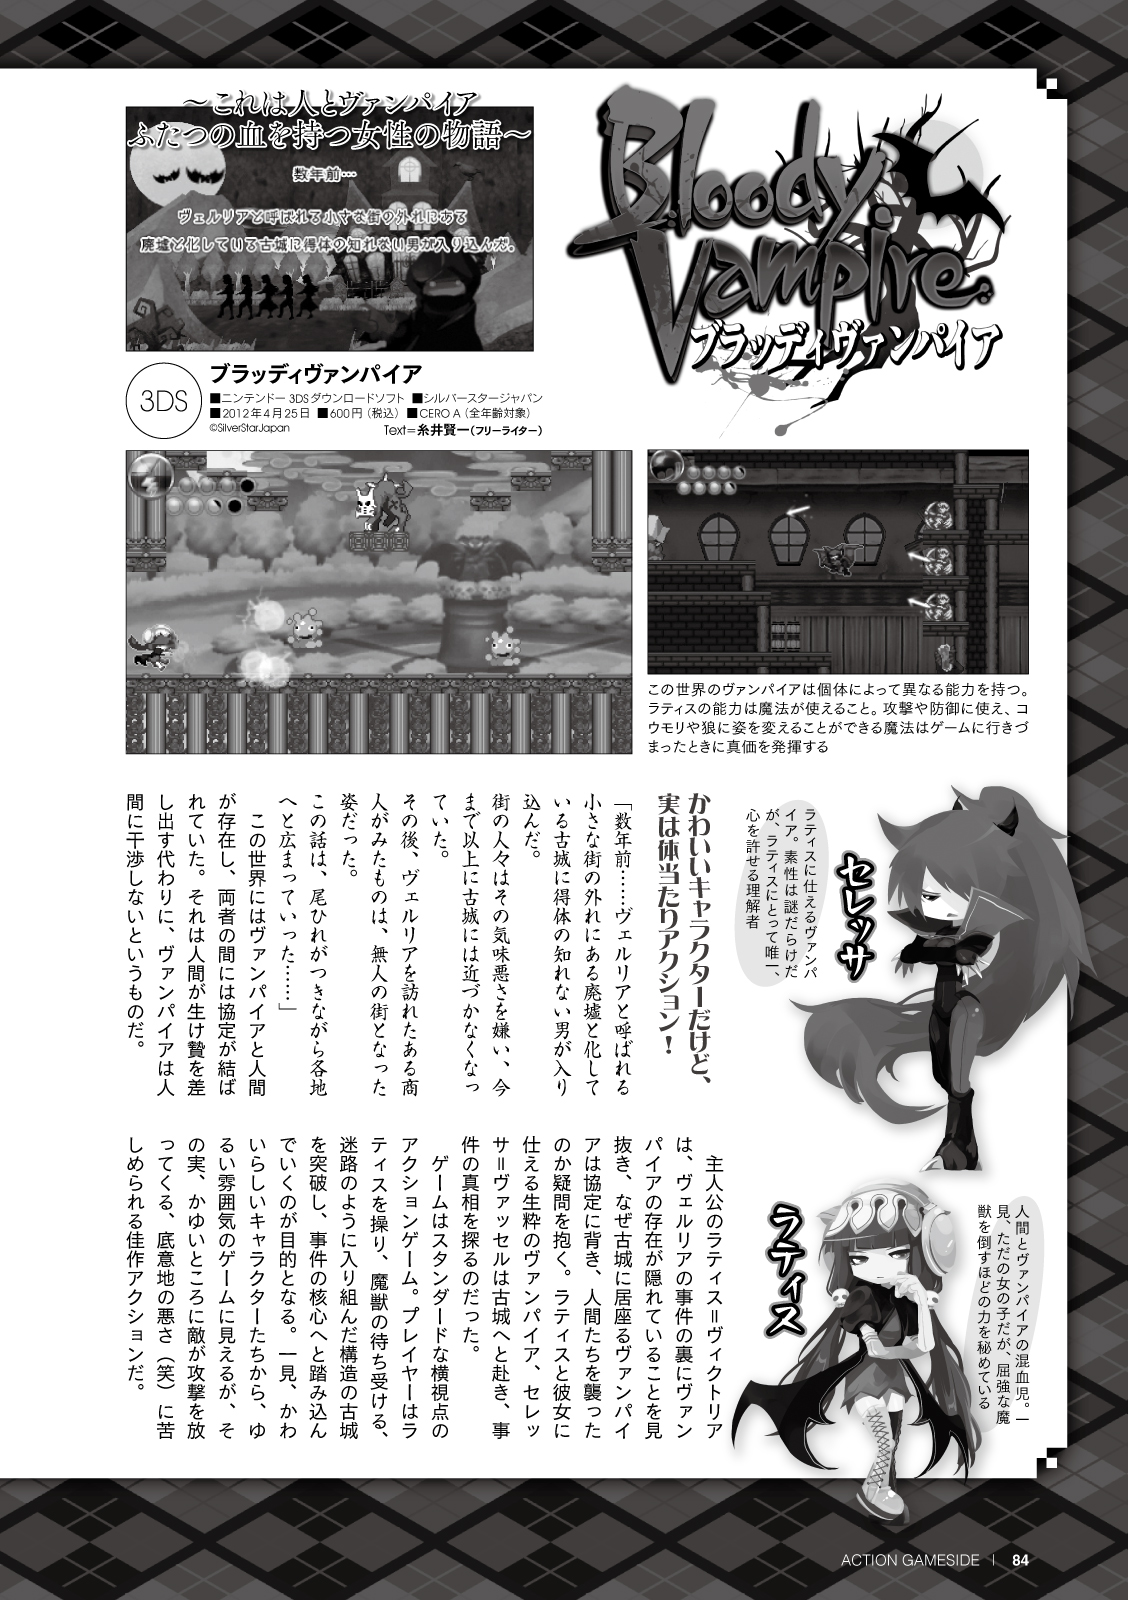 ～これは人とヴァンパイア
ふたつの血を持つ女性の物語～
数年前…
ヴェルリアと呼ばれる小さな街の外れにある
廃墟と化している古城に得体の知れない男が入り込んだ。
Bloody
Vampire
ブラッディヴァンパイア
3DS
ブラッディヴァンパイア
■ニンテンドー3DSダウンロードソフト ■シルバースタージャパン
■2012年4月25日 ■600円（税込） ■CERO A（全年齢対象）
©SilverStarJapan
Text＝糸井賢一（フリーライター）
この世界のヴァンパイアは個体によって異なる能力を持つ。
ラティスの能力は魔法が使えること。攻撃や防御に使え、コ
ウモリや狼に姿を変えることができる魔法はゲームに行きづ
まったときに真価を発揮する
セレッサ
ラティスに仕えるヴァンパ
イア。素性は謎だらけだ
が、ラティスにとって唯一、
心を許せる理解者
かわいいキャラクターだけど、
実は体当たりアクション！
「数年前……ヴェルリアと呼ばれる
小さな街の外れにある廃墟と化して
いる古城に得体の知れない男が入り
込んだ。
街の人々はその気味悪さを嫌い、今
まで以上に古城には近づかなくなっ
ていた。
その後、ヴェルリアを訪れたある商
人がみたものは、無人の街となった
姿だった。
この話は、尾ひれがつきながら各地
へと広まっていった……」
この世界にはヴァンパイアと人間
が存在し、両者の間には協定が結ば
れていた。それは人間が生け贄を差
し出す代わりに、ヴァンパイアは人
間に干渉しないというものだ。
ラティス
人間とヴァンパイアの混血児。一
見、ただの女の子だが、屈強な魔
獣を倒すほどの力を秘めている
主人公のラティス＝ヴィクトリア
は、ヴェルリアの事件の裏にヴァン
パイアの存在が隠れていることを見
抜き、なぜ古城に居座るヴァンパイ
アは協定に背き、人間たちを襲った
のか疑問を抱く。ラティスと彼女に
仕える生粋のヴァンパイア、セレッ
サ＝ヴァッセルは古城へと赴き、事
件の真相を探るのだった。
ゲームはスタンダードな横視点の
アクションゲーム。プレイヤーはラ
ティスを操り、魔獣の待ち受ける、
迷路のように入り組んだ構造の古城
を突破し、事件の核心へと踏み込ん
でいくのが目的となる。一見、かわ
いらしいキャラクターたちから、ゆ
るい雰囲気のゲームに見えるが、そ
の実、かゆいところに敵が攻撃を放
ってくる、底意地の悪さ（笑）に苦
しめられる佳作アクションだ。
ACTION GAMESIDE | 84